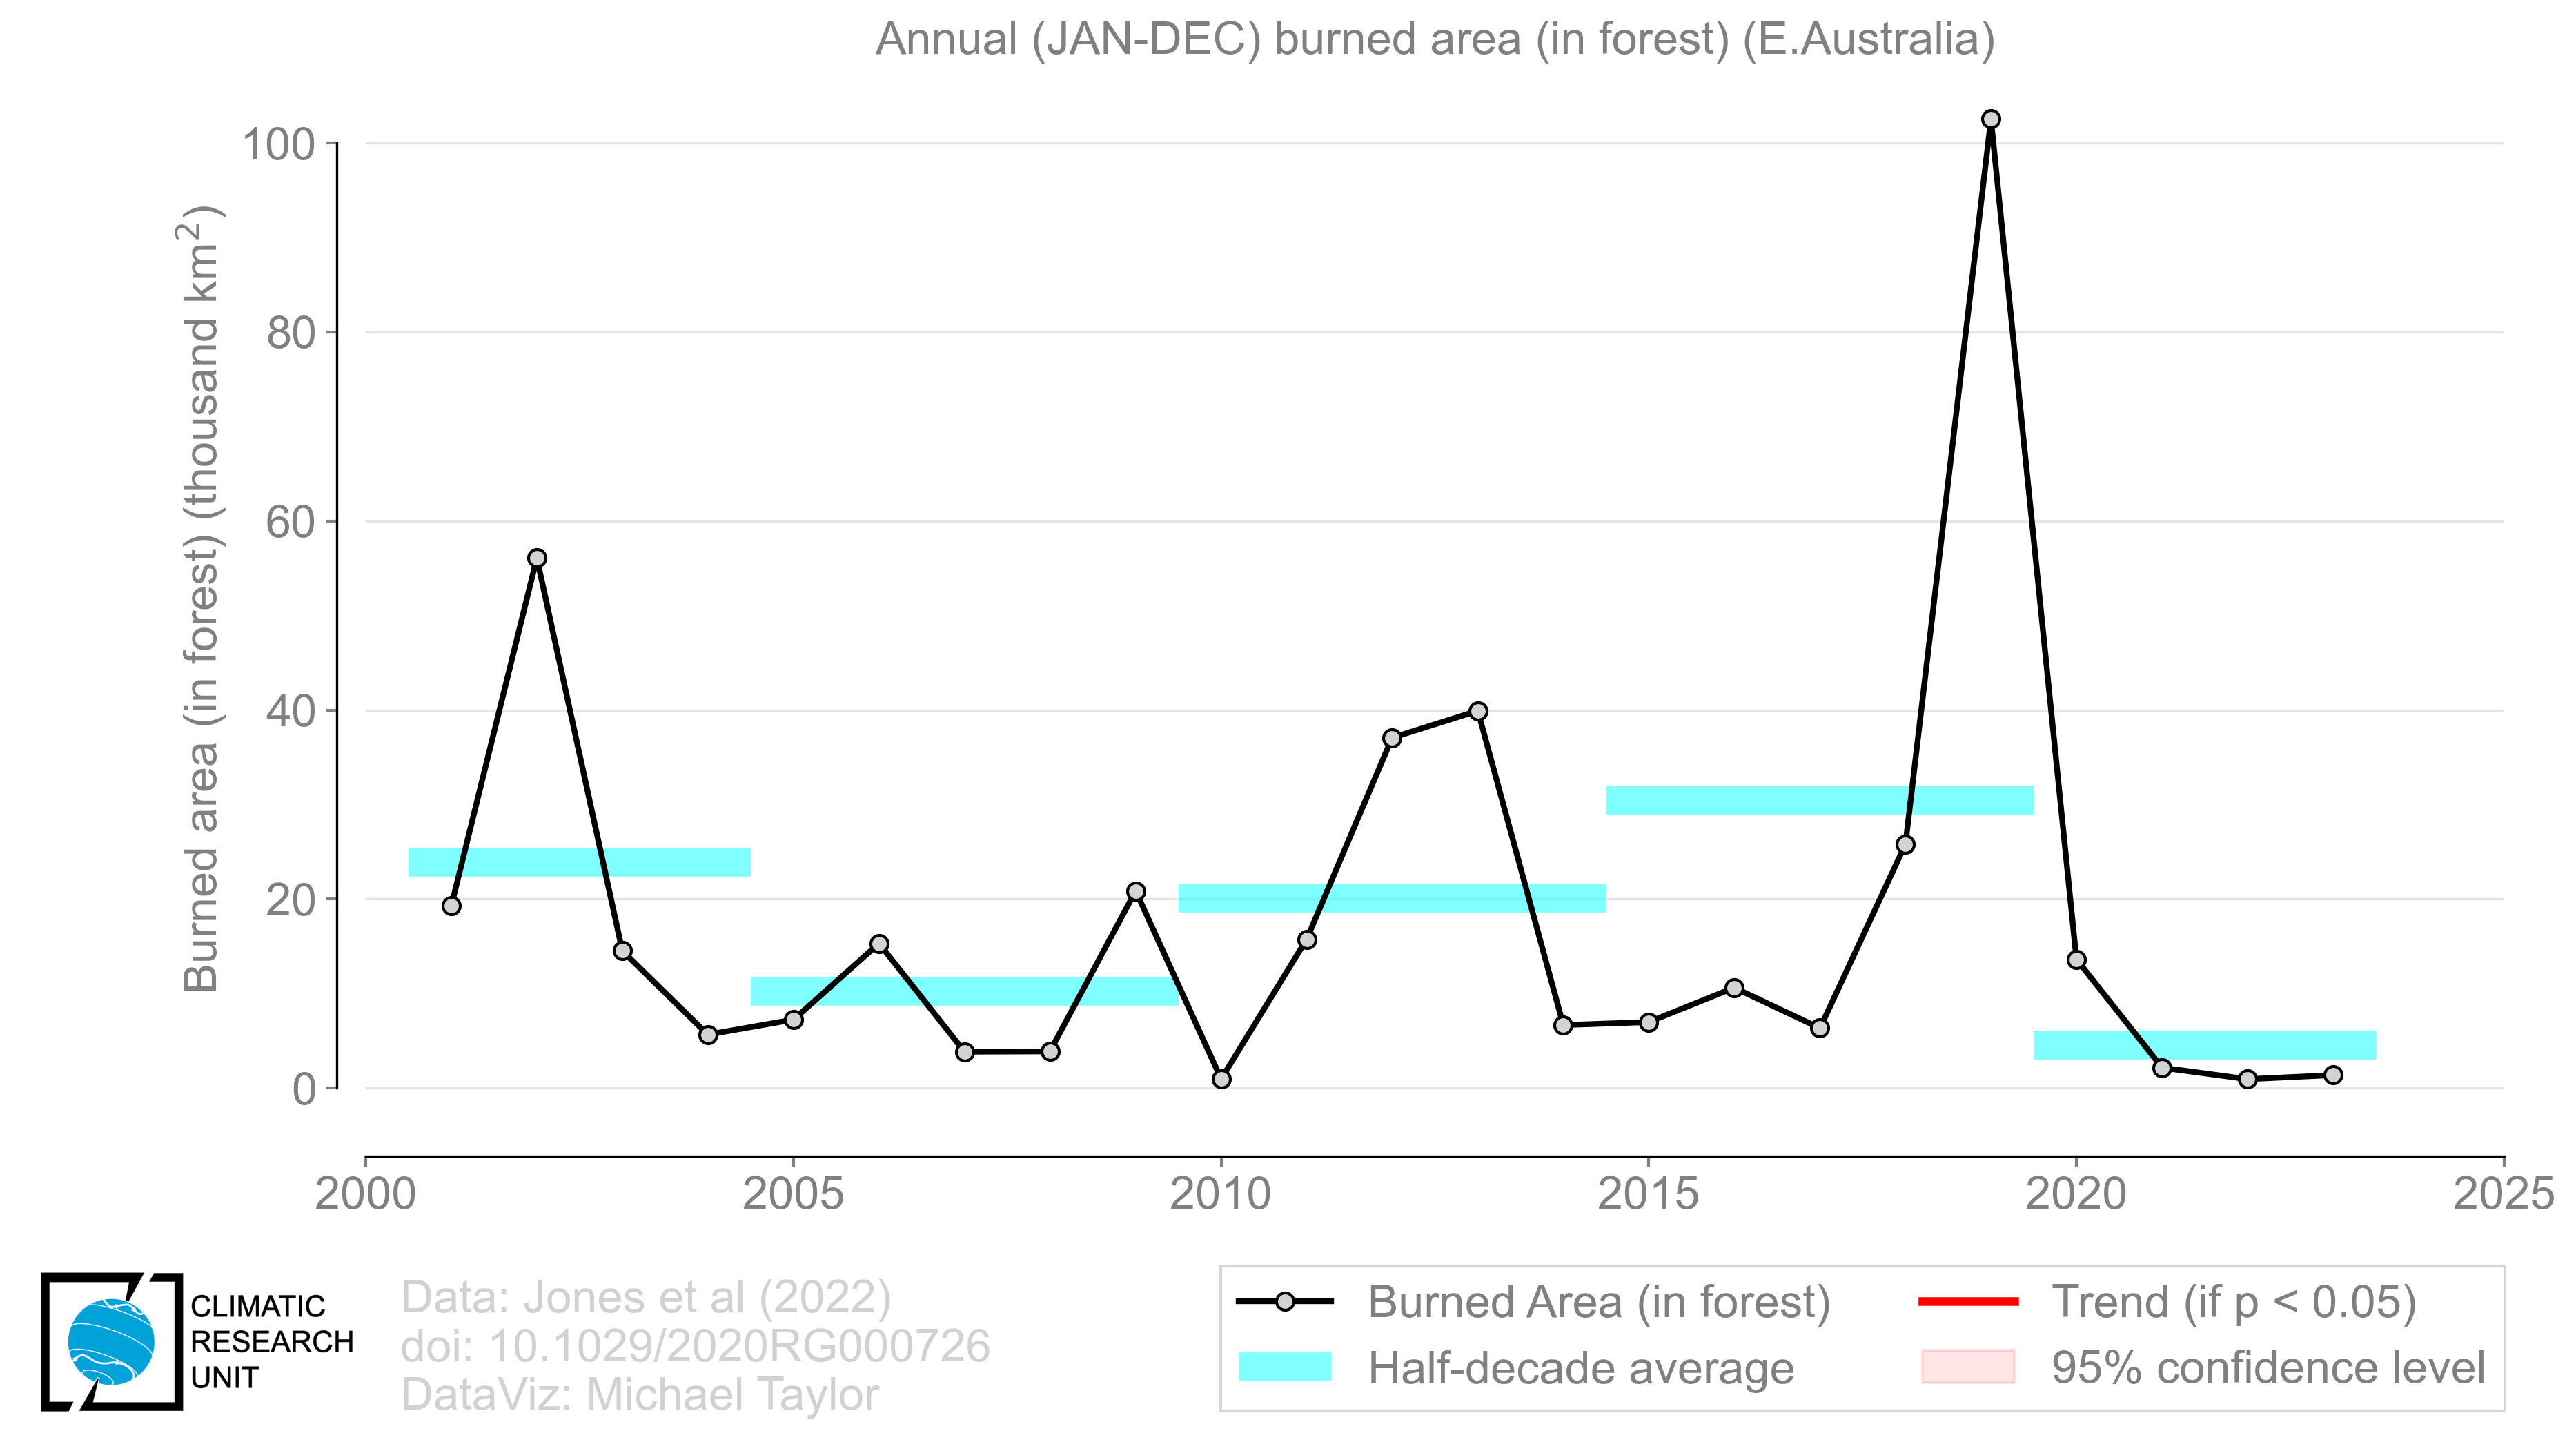 Annual (JAN-DEC) burned area (in forest) (E.Australia)
Burned area (in forest) (thousand km²)
100
80
60
40
20
0
2000 2005 2010 2015 2020 2025
CLIMATIC
RESEARCH
UNIT
Data: Jones et al (2022)
doi: 10.1029/2020RG000726
DataViz: Michael Taylor
Burned Area (in forest)
Half-decade average
Trend (if p < 0.05)
95% confidence level